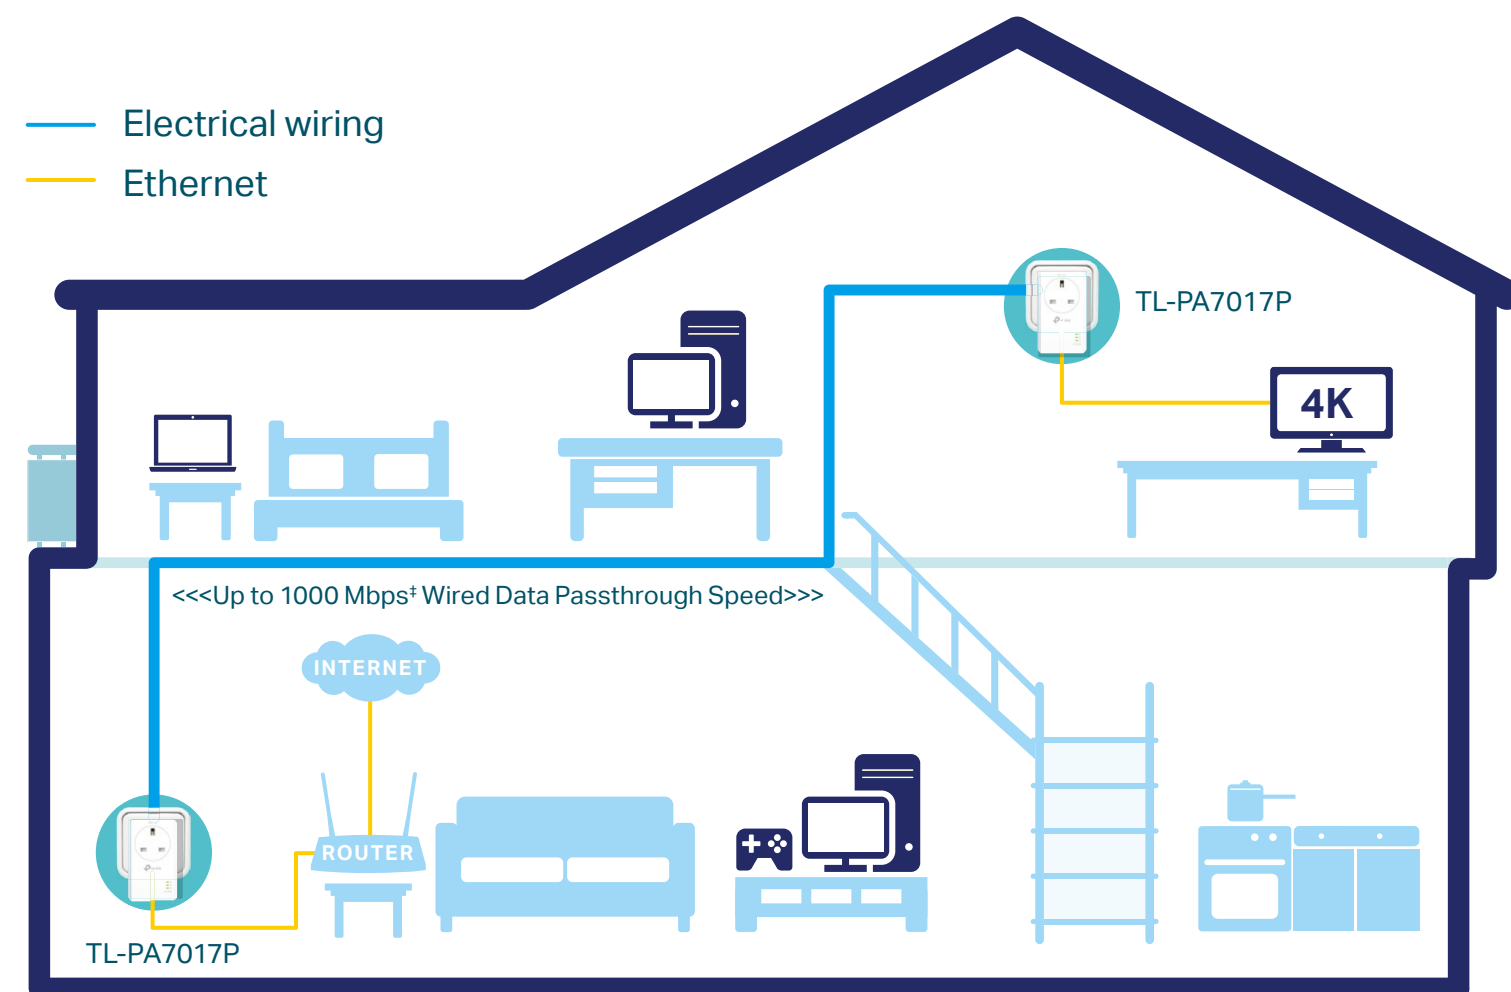 Electrical wiring
Ethernet
TL-PA7017P
4K
<<<Up to 1000 Mbps‡ Wired Data Passthrough Speed>>>
INTERNET
ROUTER
TL-PA7017P